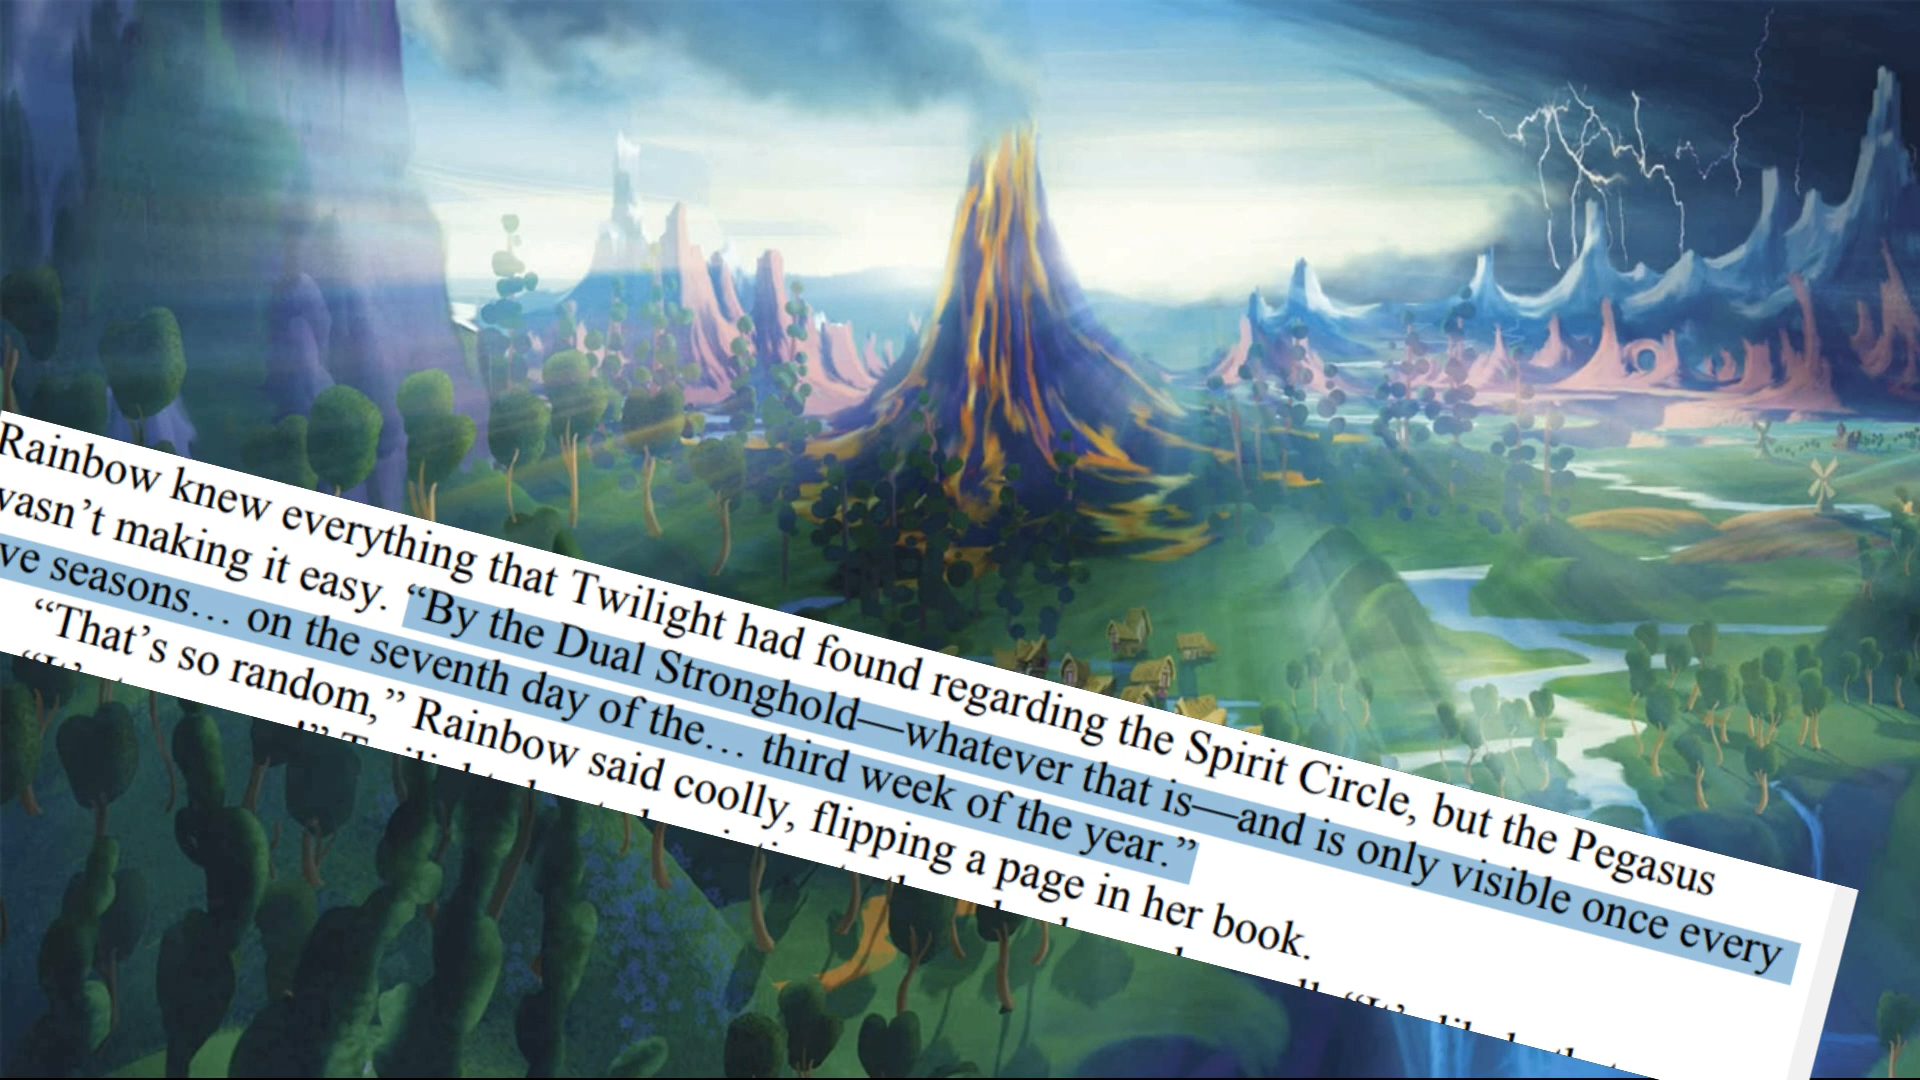 Rainbow knew everything that Twilight had found regarding the Spirit Circle, but the Pegasus
wasn’t making it easy. “By the Dual Stronghold—whatever that is—and is only visible once every
ve seasons… on the seventh day of the… third week of the year.”
“That’s so random,” Rainbow said coolly, flipping a page in her book.